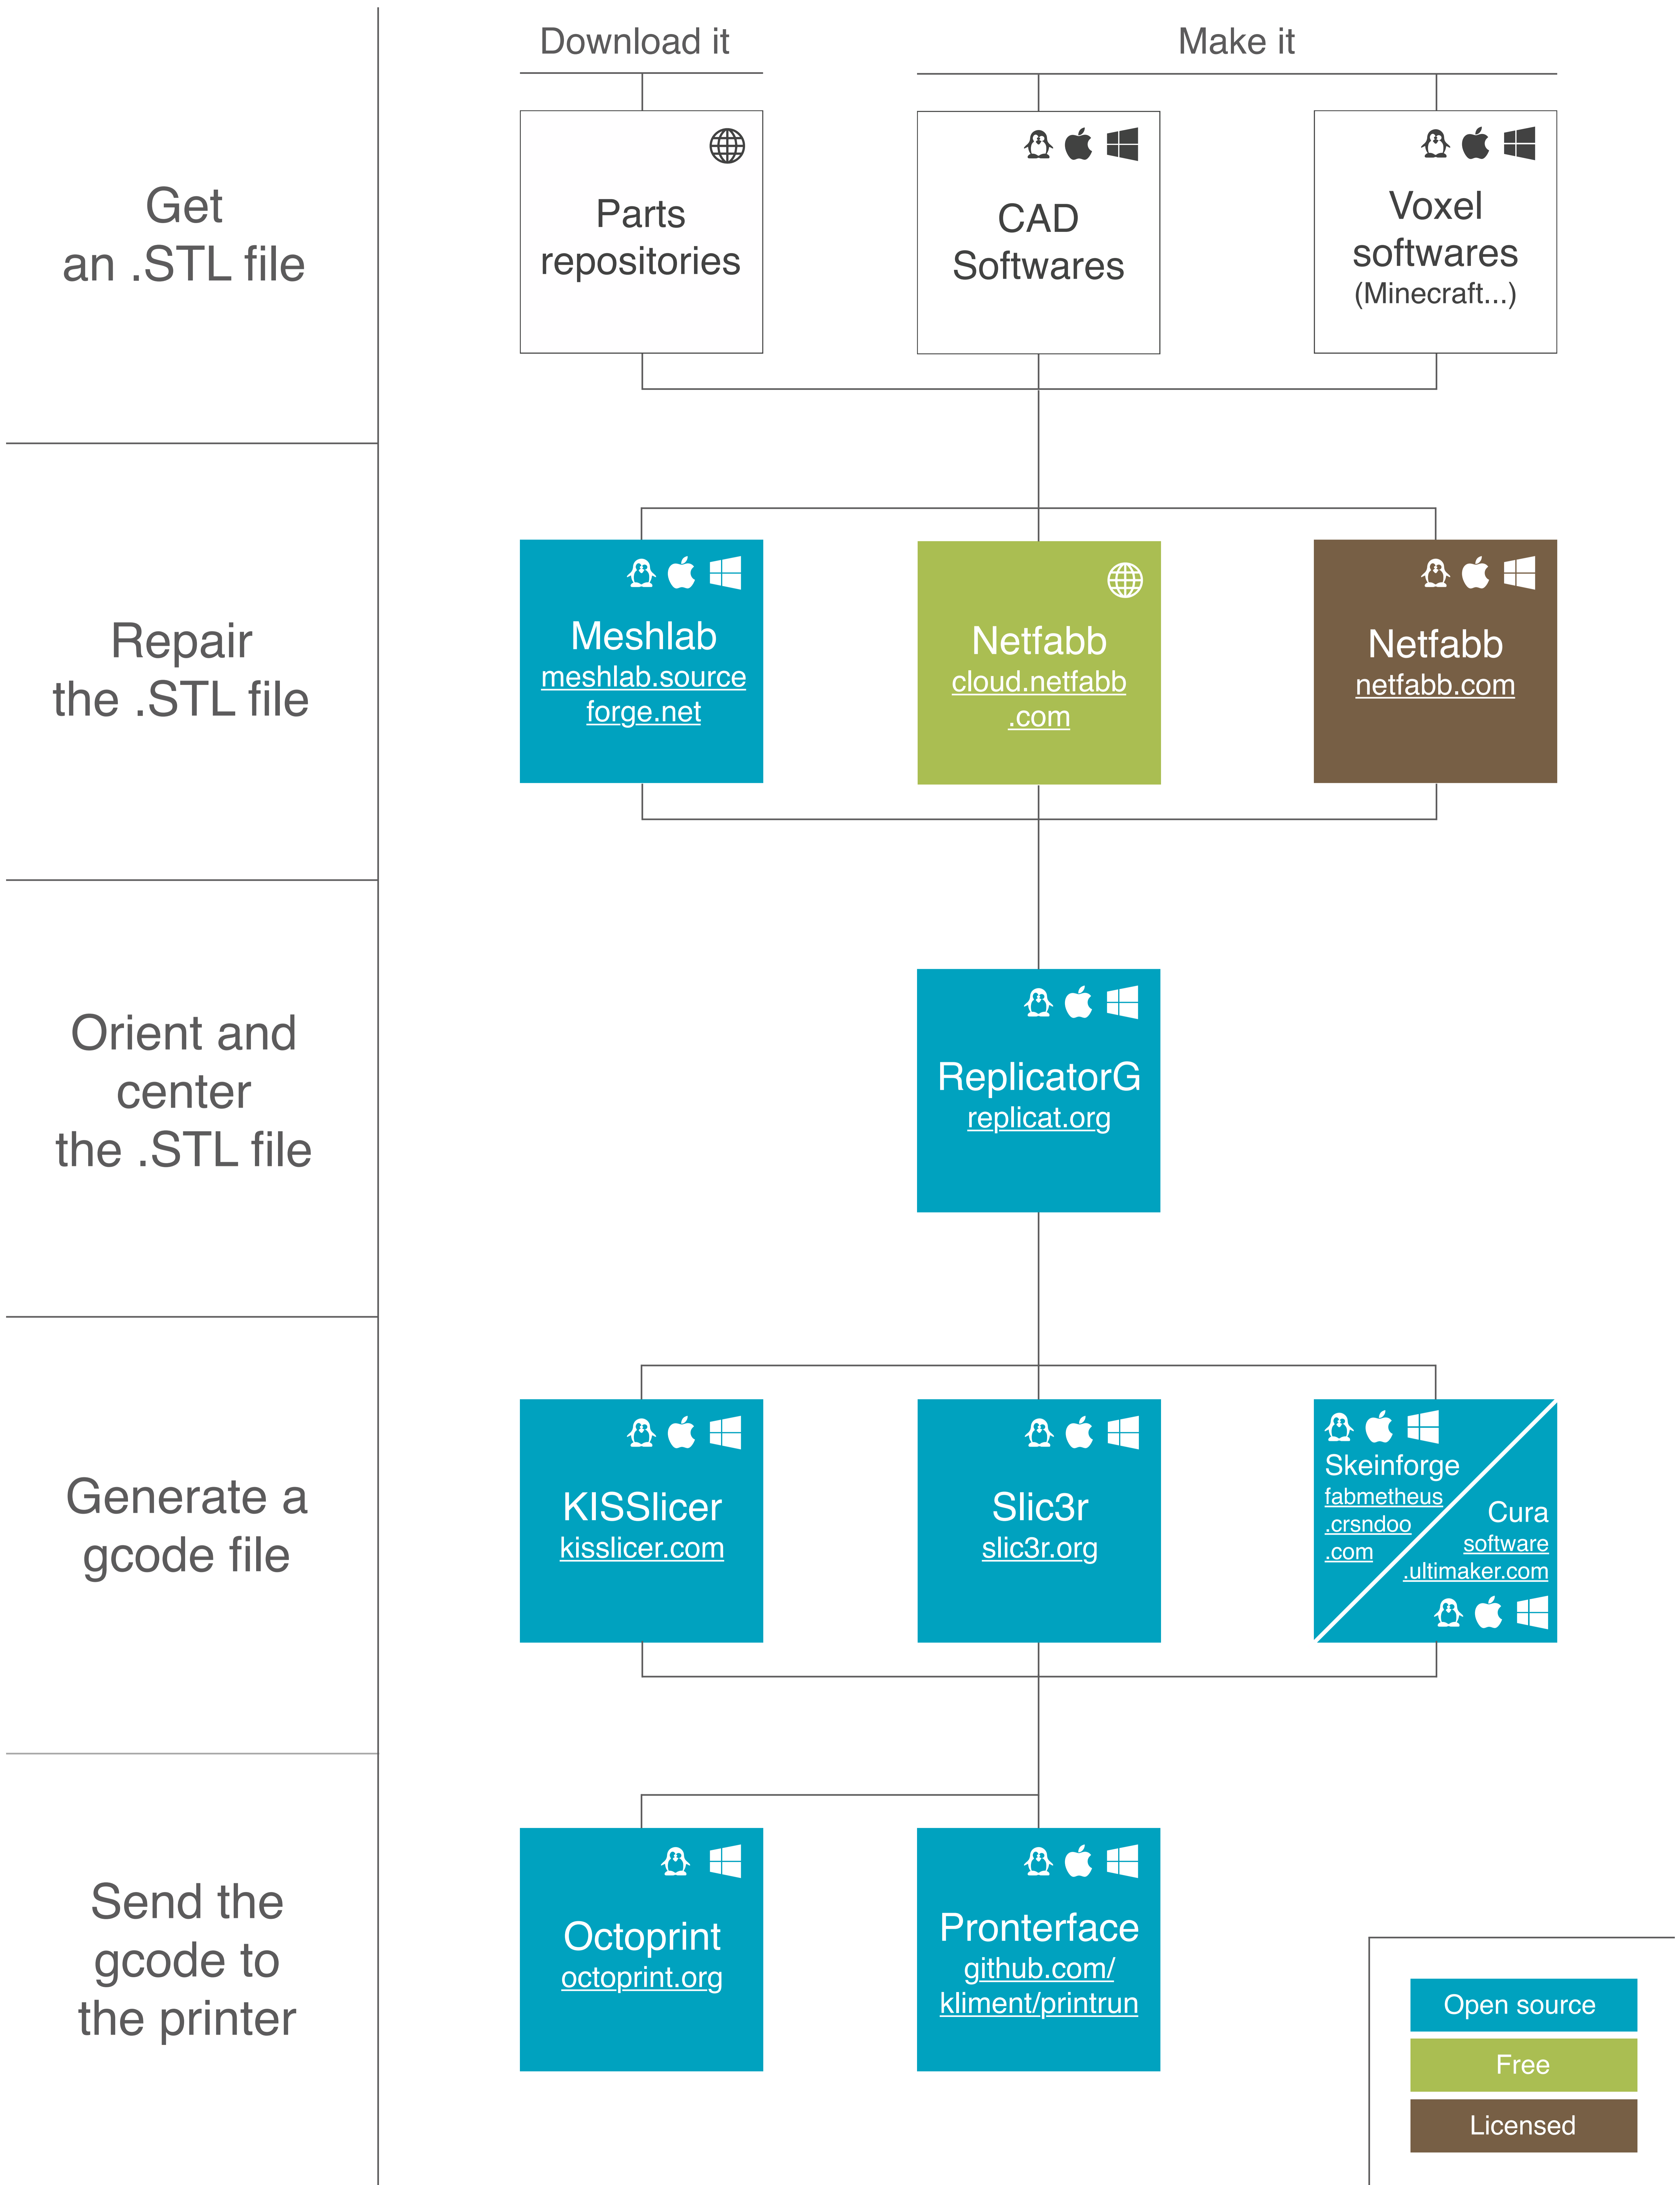 Download it
Make it
Get
an .STL file
Parts
repositories
CAD
Softwares
Voxel
softwares
(Minecraft...)
Repair
the .STL file
Meshlab
meshlab.source
forge.net
Netfabb
cloud.netfabb
.com
Netfabb
netfabb.com
Orient and
center
the .STL file
ReplicatorG
replicat.org
Generate a
gcode file
KISSlicer
kisslicer.com
Slic3r
slic3r.org
Skeinforge
fabmetheus
.crsndoo
.com
Cura
software
.ultimaker.com
Send the
gcode to
the printer
Octoprint
octoprint.org
Pronterface
github.com/
kliment/printrun
Open source
Free
Licensed